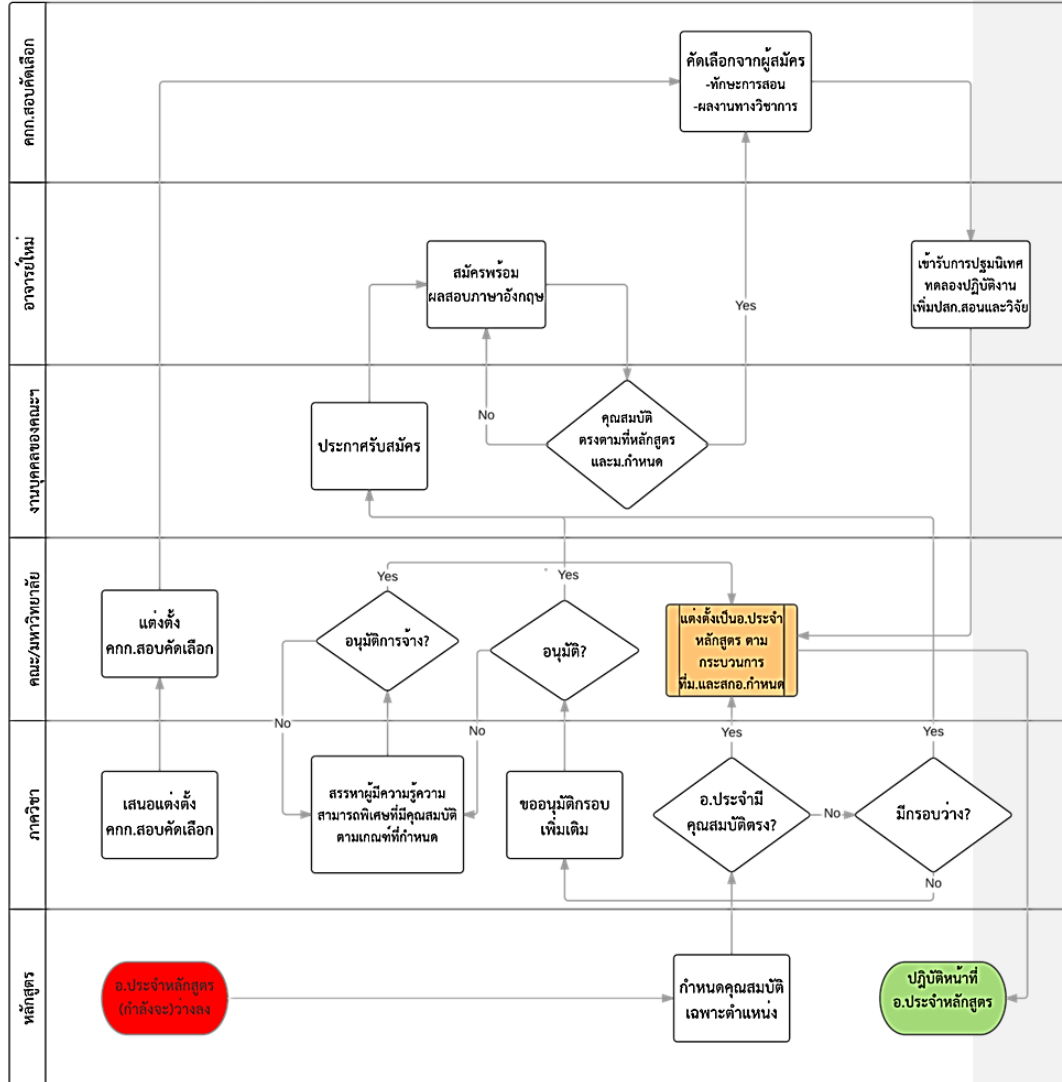 คกก.สอบคัดเลือก
คัดเลือกจากผู้สมัคร
-ทักษะการสอน
-ผลงานทางวิชาการ
อาจารย์ใหม่
สมัครพร้อม
ผลสอบภาษาอังกฤษ
Yes
เข้ารับการปฐมนิเทศ
ทดลองปฏิบัติงาน
เพิ่มปสก.สอนและวิจัย
งานบุคคลของคณะฯ
ประกาศรับสมัคร
No
คุณสมบัติ
ตรงตามที่หลักสูตร
และม.กำหนด
คณะ/มหาวิทยาลัย
แต่งตั้ง
คกก.สอบคัดเลือก
Yes
อนุมัติการจ้าง?
No
Yes
อนุมัติ?
No
แต่งตั้งเป็นอ.ประจำ
หลักสูตร ตาม
กระบวนการ
ที่ม.และสกอ.กำหนด
ภาควิชา
เสนอแต่งตั้ง
คกก.สอบคัดเลือก
สรรหาผู้มีความรู้ความ
สามารถพิเศษที่มีคุณสมบัติ
ตามเกณฑ์ที่กำหนด
ขออนุมัติกรอบ
เพิ่มเติม
Yes
อ.ประจำมี
คุณสมบัติตรง?
No
Yes
มีกรอบว่าง?
No
หลักสูตร
อ.ประจำหลักสูตร
(กำลังจะ)ว่างลง
กำหนดคุณสมบัติ
เฉพาะตำแหน่ง
ปฏิบัติหน้าที่
อ.ประจำหลักสูตร